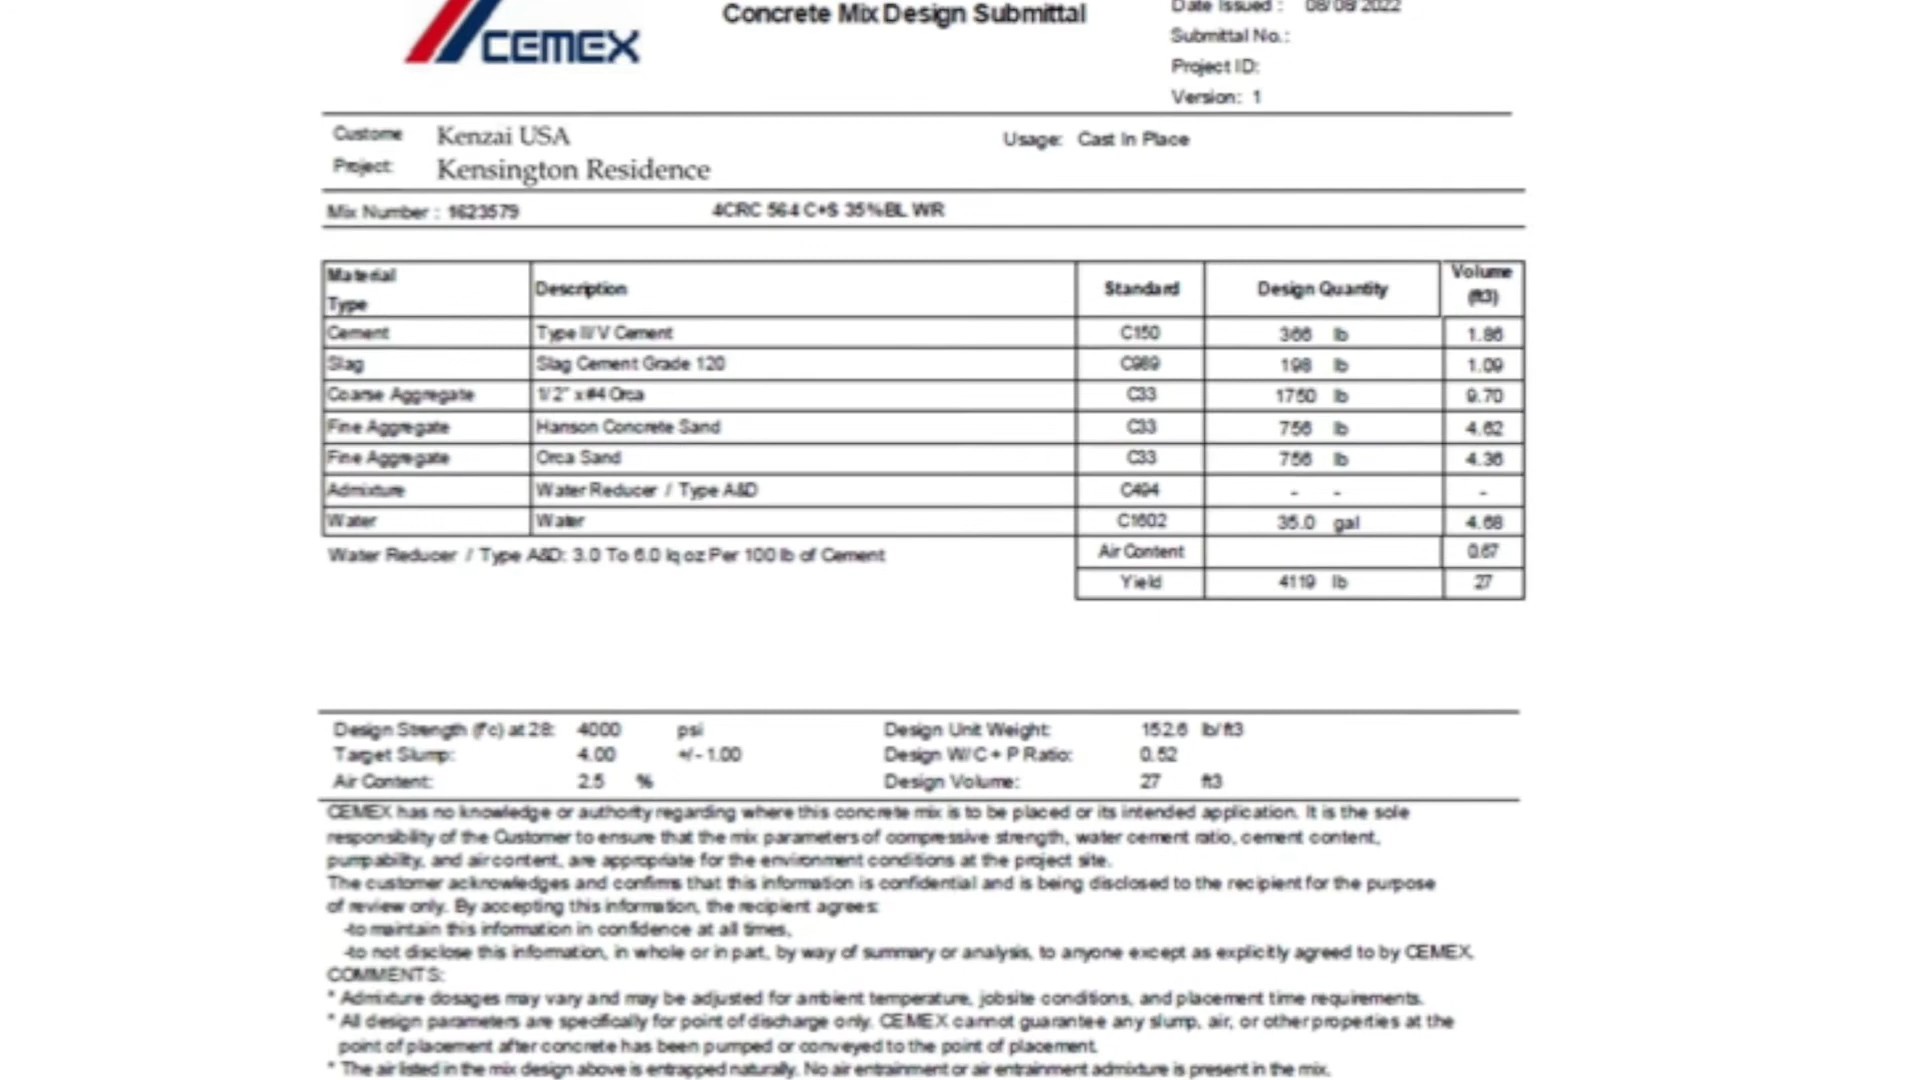 CEMEX
Concrete Mix Design Submittal
Date Issued : 08/08/2022
Submittal No.:
Project ID:
Version: 1
Custome Kenzai USA
Usage: Cast In Place
Project: Kensington Residence
Mix Number : 1623579 4CRC 564 C+S 35%BL WR
Material Type Description Standard Design Quantity Volume (ft3)
Cement Type II/V Cement C150 366 lb 1.86
Slag Slag Cement Grade 120 C989 198 lb 1.09
Coarse Aggregate 1/2" x #4 Orca C33 1750 lb 9.70
Fine Aggregate Hanson Concrete Sand C33 756 lb 4.62
Fine Aggregate Orca Sand C33 756 lb 4.36
Admixture Water Reducer / Type A&D C494 - - -
Water Water C1602 35.0 gal 4.68
Water Reducer / Type A&D: 3.0 To 6.0 lq oz Per 100 lb of Cement
Air Content 0.67
Yield 4119 lb 27
Design Strength (f'c) at 28: 4000 psi Design Unit Weight: 152.6 lb/ft3
Target Slump: 4.00 +/- 1.00 Design W/C + P Ratio: 0.52
Air Content: 2.5 % Design Volume: 27 ft3
CEMEX has no knowledge or authority regarding where this concrete mix is to be placed or its intended application. It is the sole
responsibility of the Customer to ensure that the mix parameters of compressive strength, water cement ratio, cement content,
pumpability, and air content, are appropriate for the environment conditions at the project site.
The customer acknowledges and confirms that this information is confidential and is being disclosed to the recipient for the purpose
of review only. By accepting this information, the recipient agrees:
-to maintain this information in confidence at all times,
-to not disclose this information, in whole or in part, by way of summary or analysis, to anyone except as explicitly agreed to by CEMEX.
COMMENTS:
* Admixture dosages may vary and may be adjusted for ambient temperature, jobsite conditions, and placement time requirements.
* All design parameters are specifically for point of discharge only. CEMEX cannot guarantee any slump, air, or other properties at the
point of placement after concrete has been pumped or conveyed to the point of placement.
* The air listed in the mix design above is entrapped naturally. No air entrainment or air entrainment admixture is present in the mix.